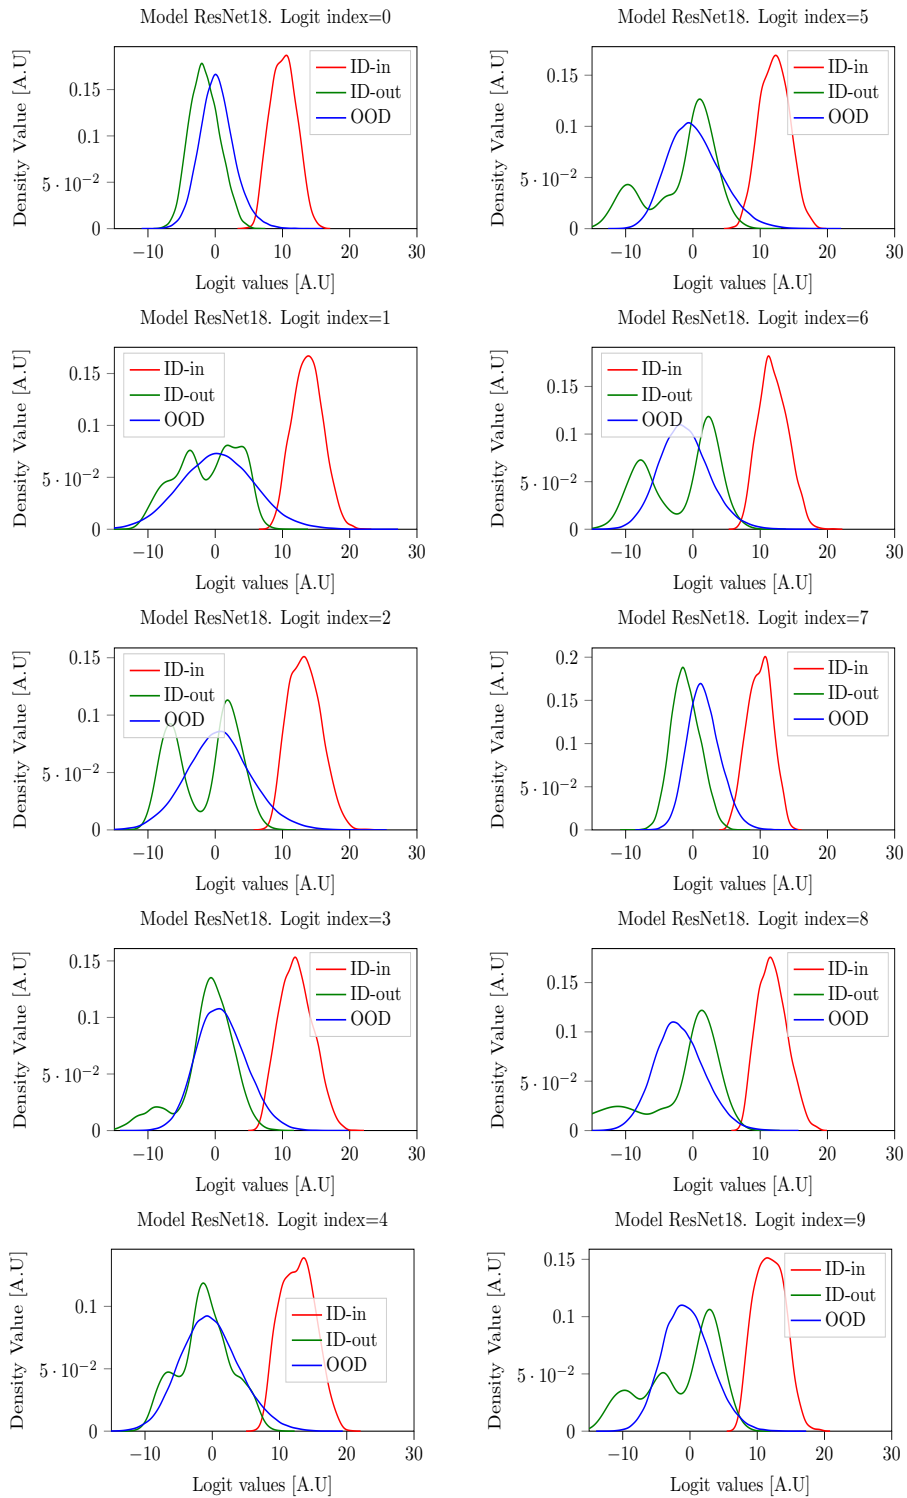 Model ResNet18. Logit index=0
Density Value [A.U]
0.15
0.1
5 · 10⁻²
0
−10 0 10 20 30
Logit values [A.U]
ID-in
ID-out
OOD
Model ResNet18. Logit index=5
Density Value [A.U]
0.15
0.1
5 · 10⁻²
0
−10 0 10 20 30
Logit values [A.U]
ID-in
ID-out
OOD
Model ResNet18. Logit index=1
Density Value [A.U]
0.15
0.1
5 · 10⁻²
0
−10 0 10 20 30
Logit values [A.U]
ID-in
ID-out
OOD
Model ResNet18. Logit index=6
Density Value [A.U]
0.15
0.1
5 · 10⁻²
0
−10 0 10 20 30
Logit values [A.U]
ID-in
ID-out
OOD
Model ResNet18. Logit index=2
Density Value [A.U]
0.15
0.1
5 · 10⁻²
0
−10 0 10 20 30
Logit values [A.U]
ID-in
ID-out
OOD
Model ResNet18. Logit index=7
Density Value [A.U]
0.2
0.15
0.1
5 · 10⁻²
0
−10 0 10 20 30
Logit values [A.U]
ID-in
ID-out
OOD
Model ResNet18. Logit index=3
Density Value [A.U]
0.15
0.1
5 · 10⁻²
0
−10 0 10 20 30
Logit values [A.U]
ID-in
ID-out
OOD
Model ResNet18. Logit index=8
Density Value [A.U]
0.15
0.1
5 · 10⁻²
0
−10 0 10 20 30
Logit values [A.U]
ID-in
ID-out
OOD
Model ResNet18. Logit index=4
Density Value [A.U]
0.1
5 · 10⁻²
0
−10 0 10 20 30
Logit values [A.U]
ID-in
ID-out
OOD
Model ResNet18. Logit index=9
Density Value [A.U]
0.15
0.1
5 · 10⁻²
0
−10 0 10 20 30
Logit values [A.U]
ID-in
ID-out
OOD